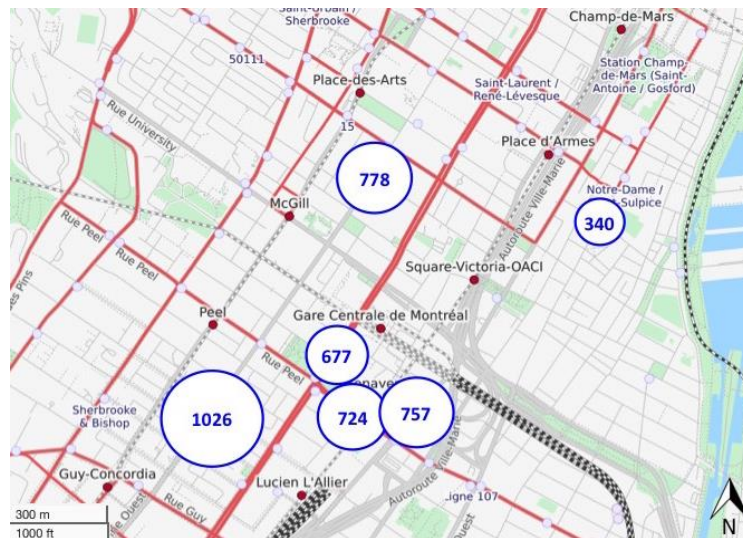 Champ-de-Mars
Sherbrooke
50111
Station Champ-
de-Mars (Saint-
Antoine / Gosford)
Place-des-Arts
Saint-Laurent /
René-Lévesque
15
Rue University
Place d'Armes
778
Notre-Dame /
Sulpice
340
McGill
Autoroute Ville-Marie
Rue Peel
Rue Peel
Square-Victoria-OACI
des Pins
Peel
Gare Centrale de Montréal
677
Rue Peel
1026
724
757
Sherbrooke
& Bishop
Autoroute Ville-Marie
Guy-Concordia
Lucien L'Allier
Ligne 107
Rue Guy
Ouest
Ouest
300 m
1000 ft
N